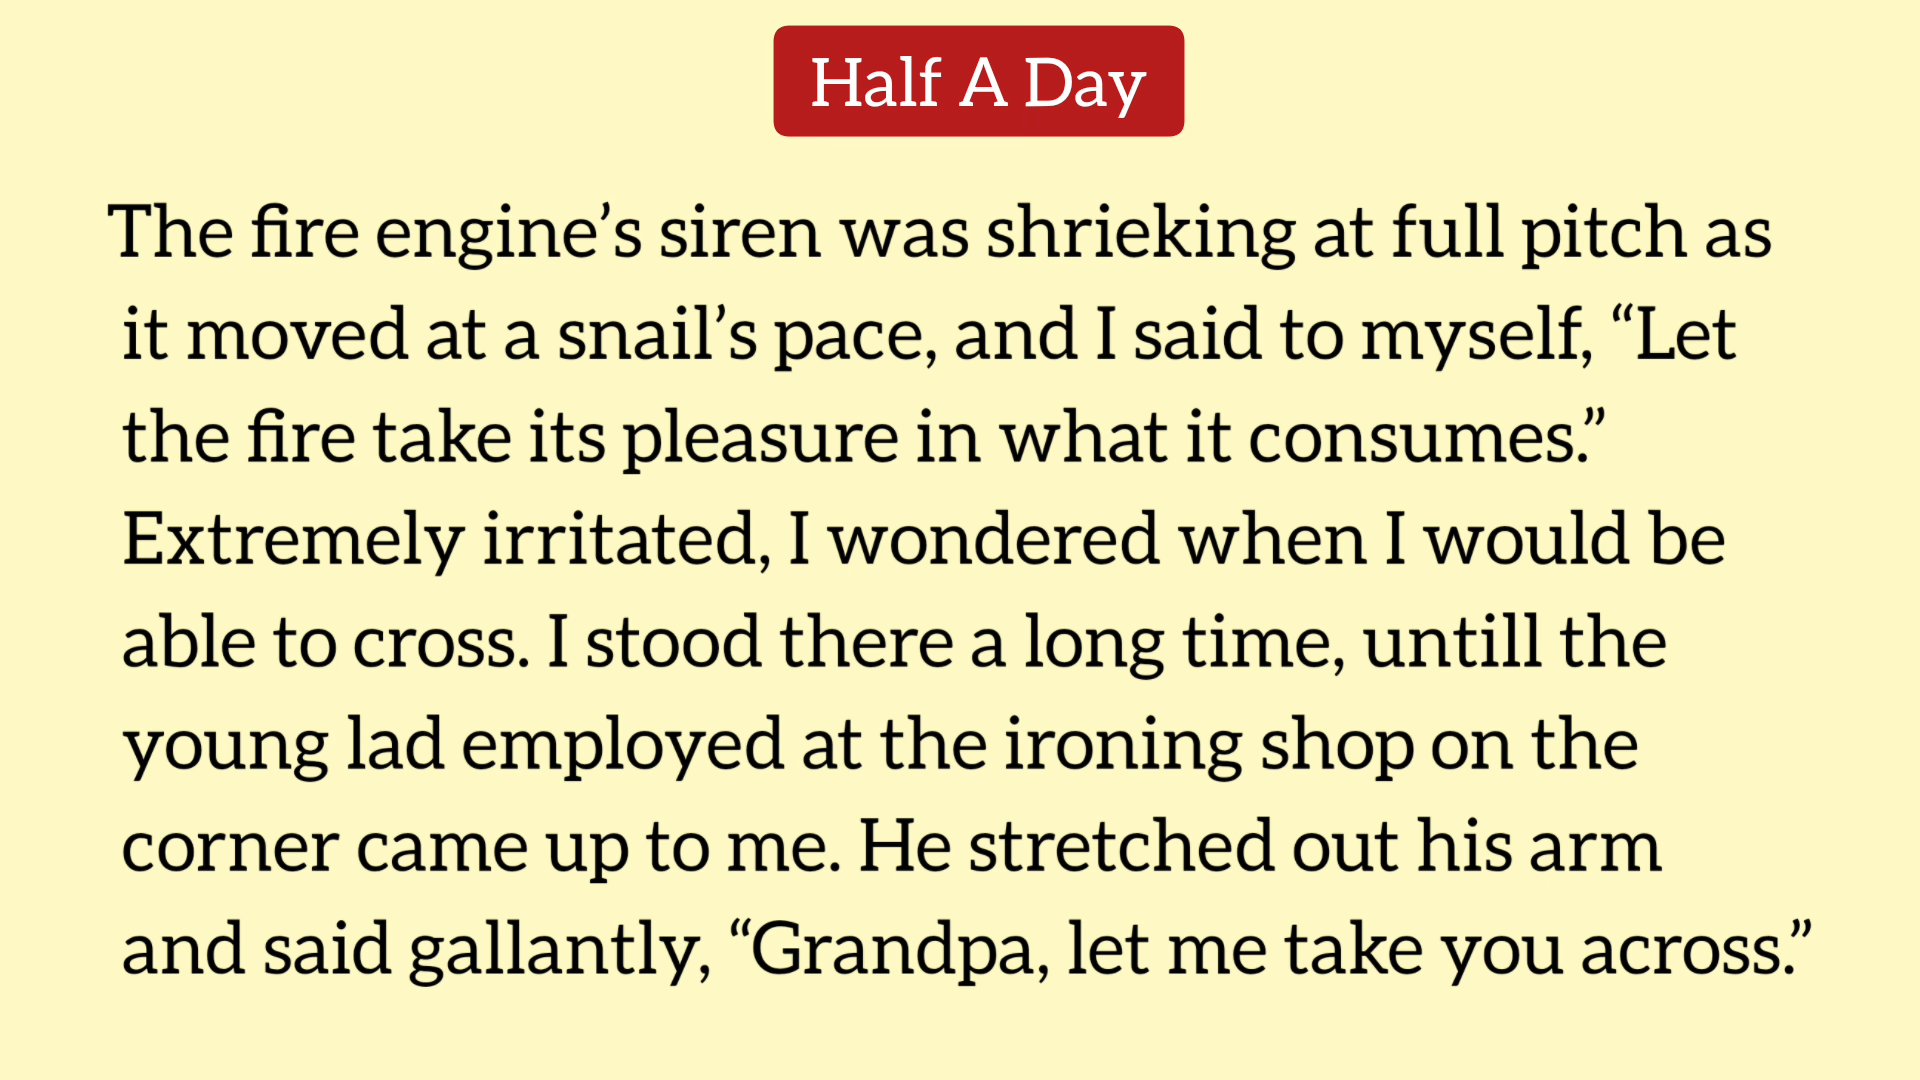 Half A Day
The fire engine’s siren was shrieking at full pitch as
it moved at a snail’s pace, and I said to myself, “Let
the fire take its pleasure in what it consumes.”
Extremely irritated, I wondered when I would be
able to cross. I stood there a long time, untill the
young lad employed at the ironing shop on the
corner came up to me. He stretched out his arm
and said gallantly, “Grandpa, let me take you across.”